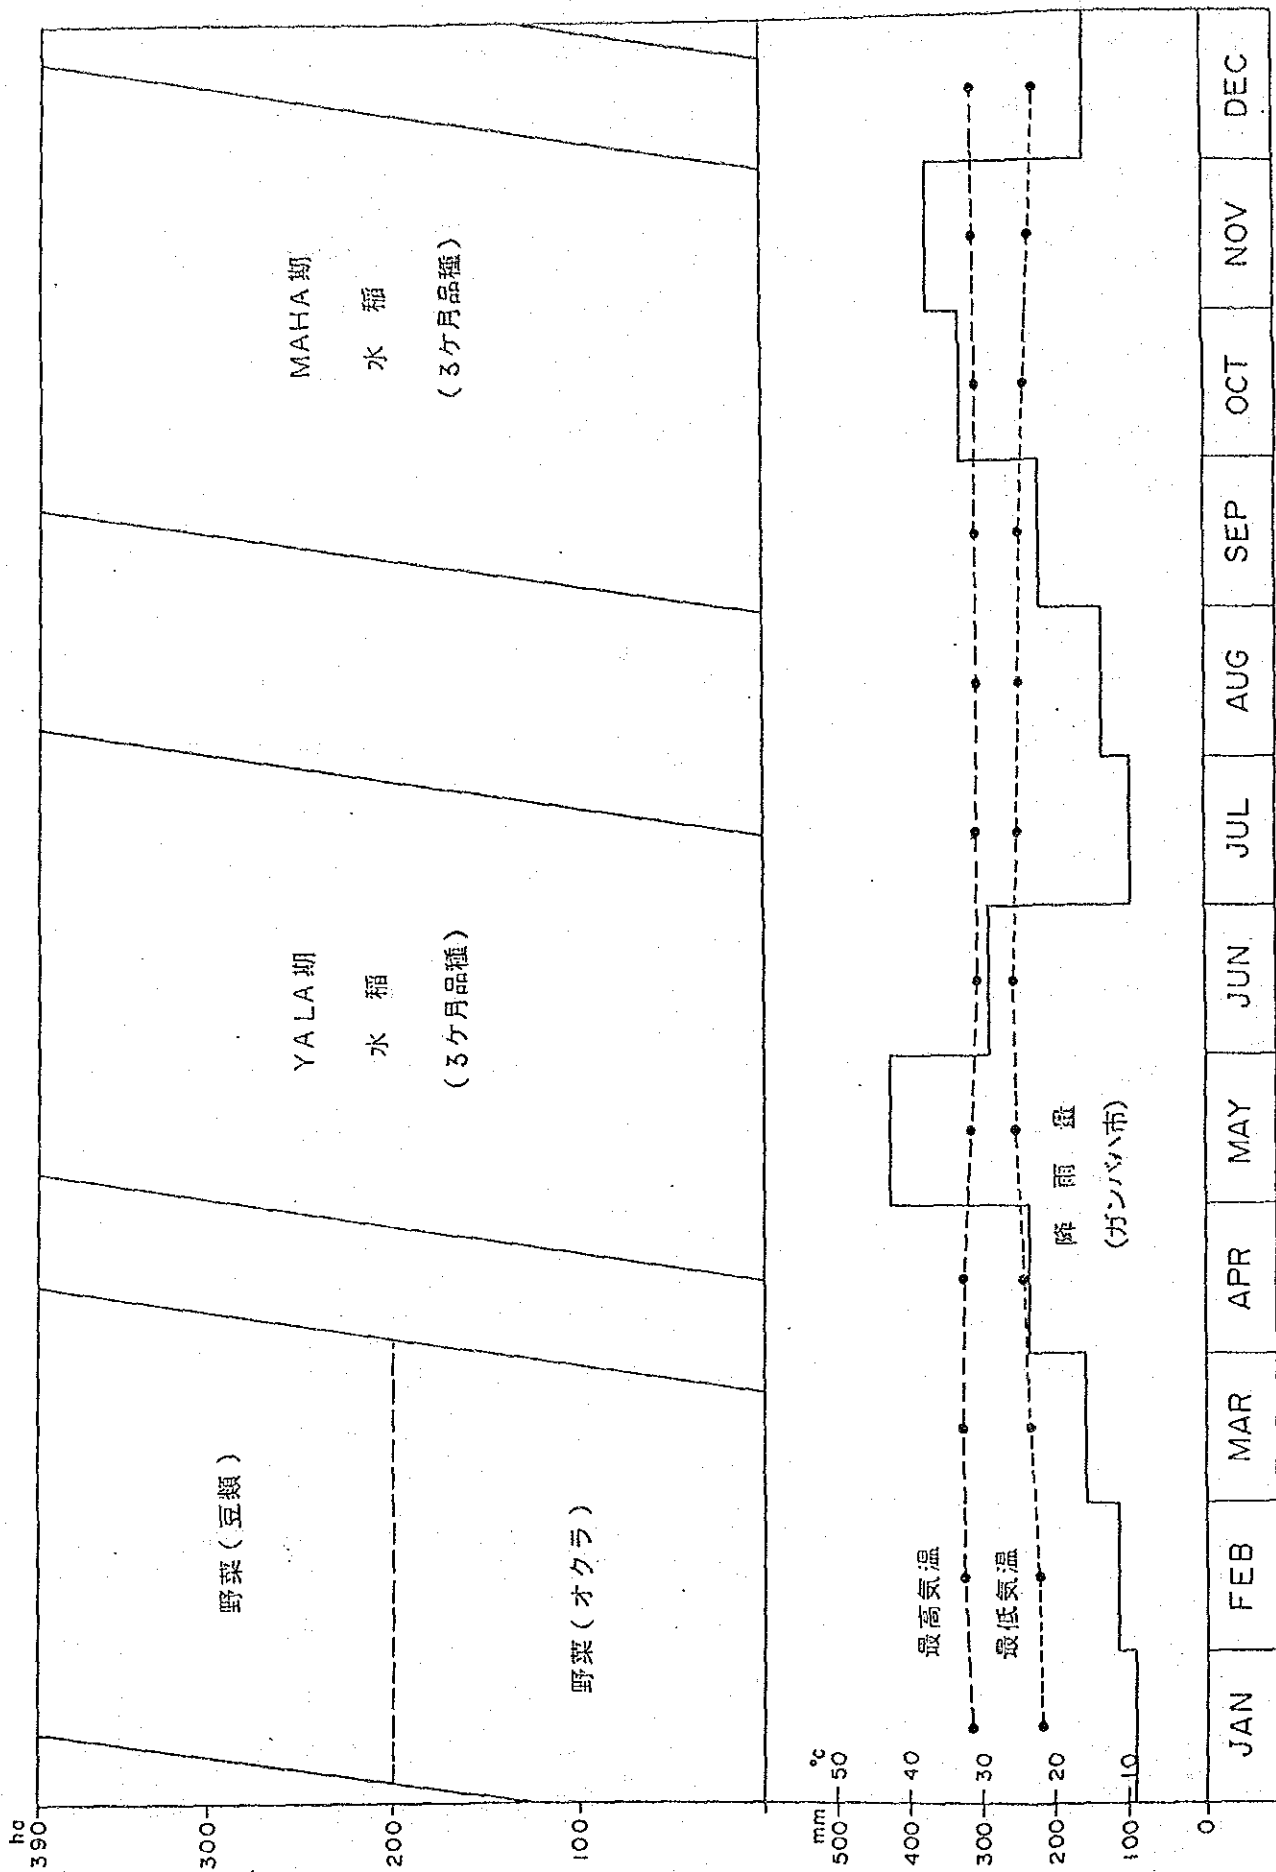 ha
390
300
200
100
野菜(豆類)
野菜(オクラ)
YALA期
水 稲
(3ケ月品種)
MAHA期
水 稲
(3ケ月品種)
mm
500
400
300
200
100
0
℃
50
40
30
20
10
最高気温
最低気温
降 雨 量
(ガンパハ市)
JAN
FEB
MAR
APR
MAY
JUN
JUL
AUG
SEP
OCT
NOV
DEC